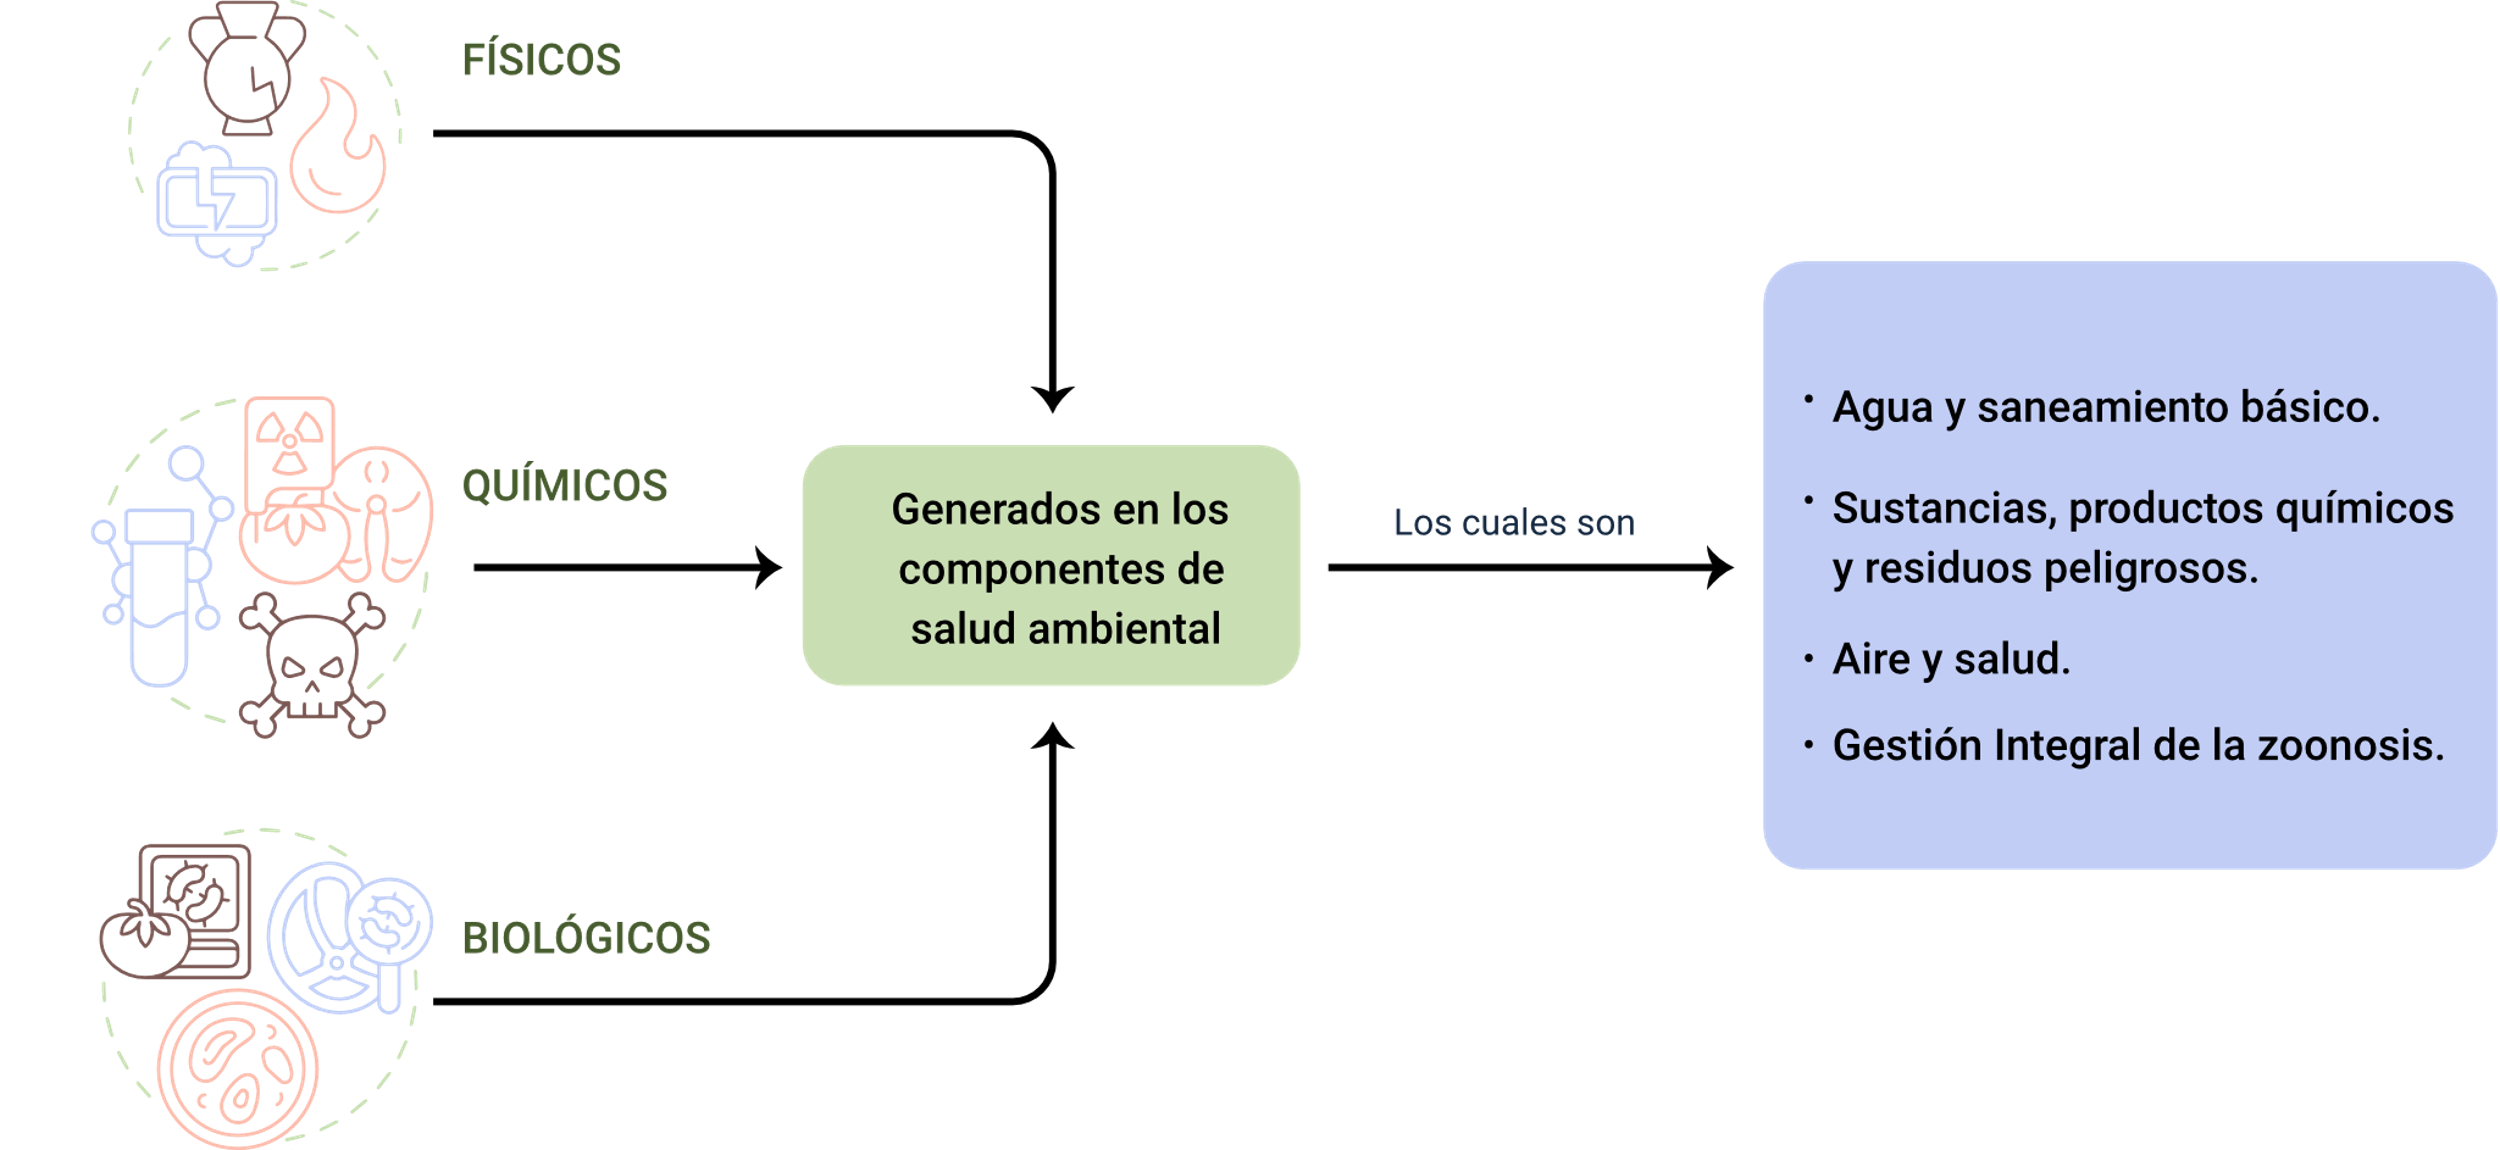 FÍSICOS
QUÍMICOS
BIOLÓGICOS
Generados en los
componentes de
salud ambiental
Los cuales son
• Agua y saneamiento básico.
• Sustancias, productos químicos
y residuos peligrosos.
• Aire y salud.
• Gestión Integral de la zoonosis.